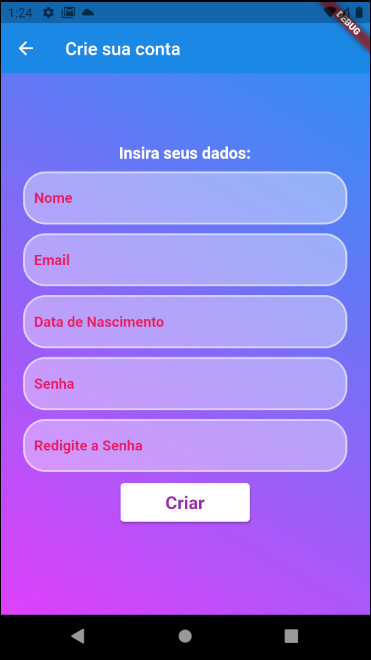 1:24
DEBUG
Crie sua conta
Insira seus dados:
Nome
Email
Data de Nascimento
Senha
Redigite a Senha
Criar